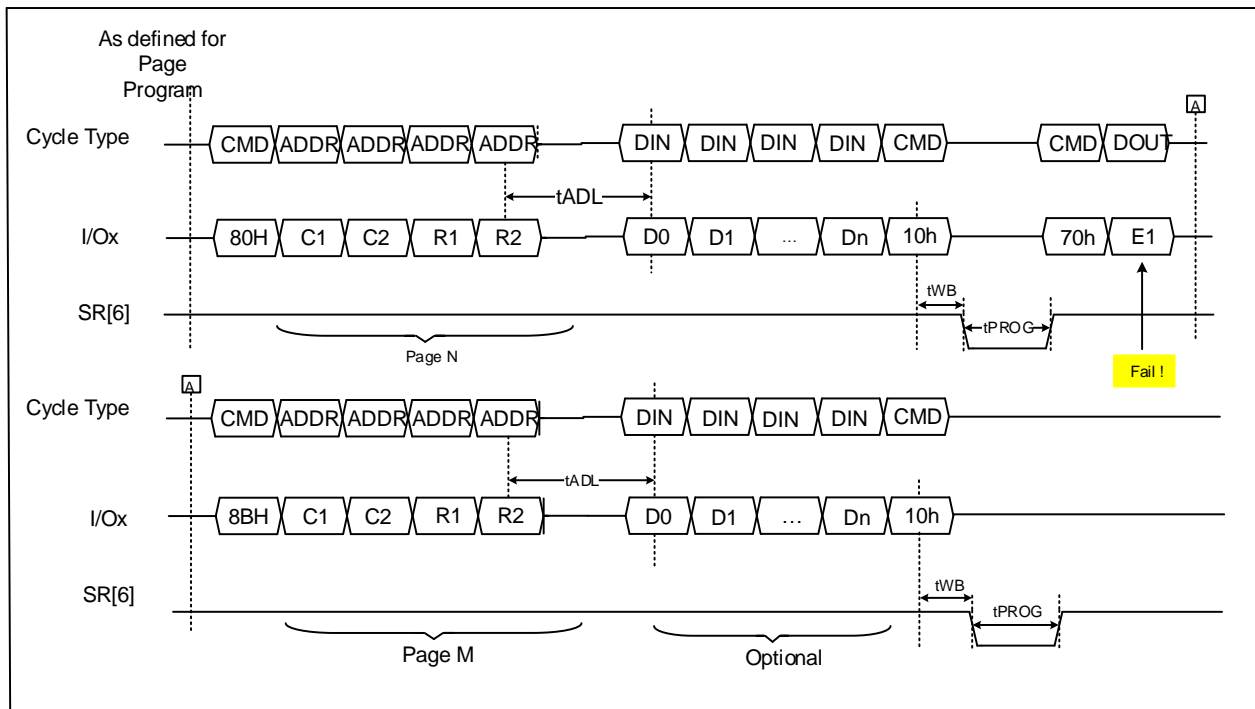 As defined for
Page
Program
A
Cycle Type CMD ADDR ADDR ADDR ADDR DIN DIN DIN DIN CMD CMD DOUT
tADL
I/Ox 80H C1 C2 R1 R2 D0 D1 ... Dn 10h 70h E1
tWB
SR[6]
tPROG
Page N
Fail !
A
Cycle Type CMD ADDR ADDR ADDR ADDR DIN DIN DIN DIN CMD
tADL
I/Ox 8BH C1 C2 R1 R2 D0 D1 ... Dn 10h
tWB
SR[6]
tPROG
Page M Optional